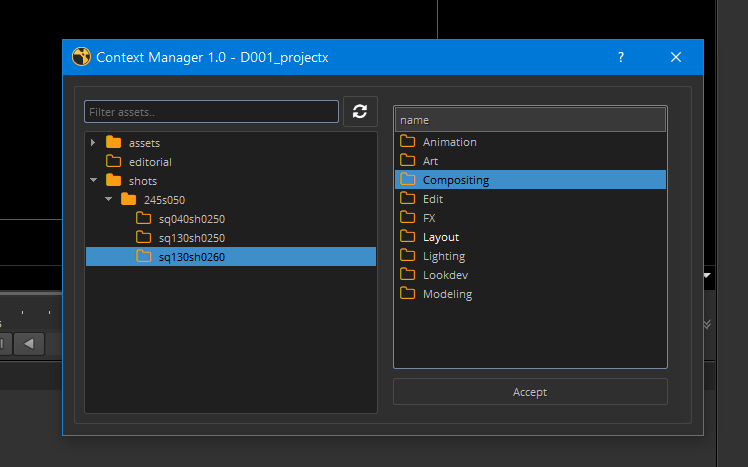 Context Manager 1.0 - D001_projectx
?
Filter assets..
assets
editorial
shots
245s050
sq040sh0250
sq130sh0250
sq130sh0260
name
Animation
Art
Compositing
Edit
FX
Layout
Lighting
Lookdev
Modeling
Accept